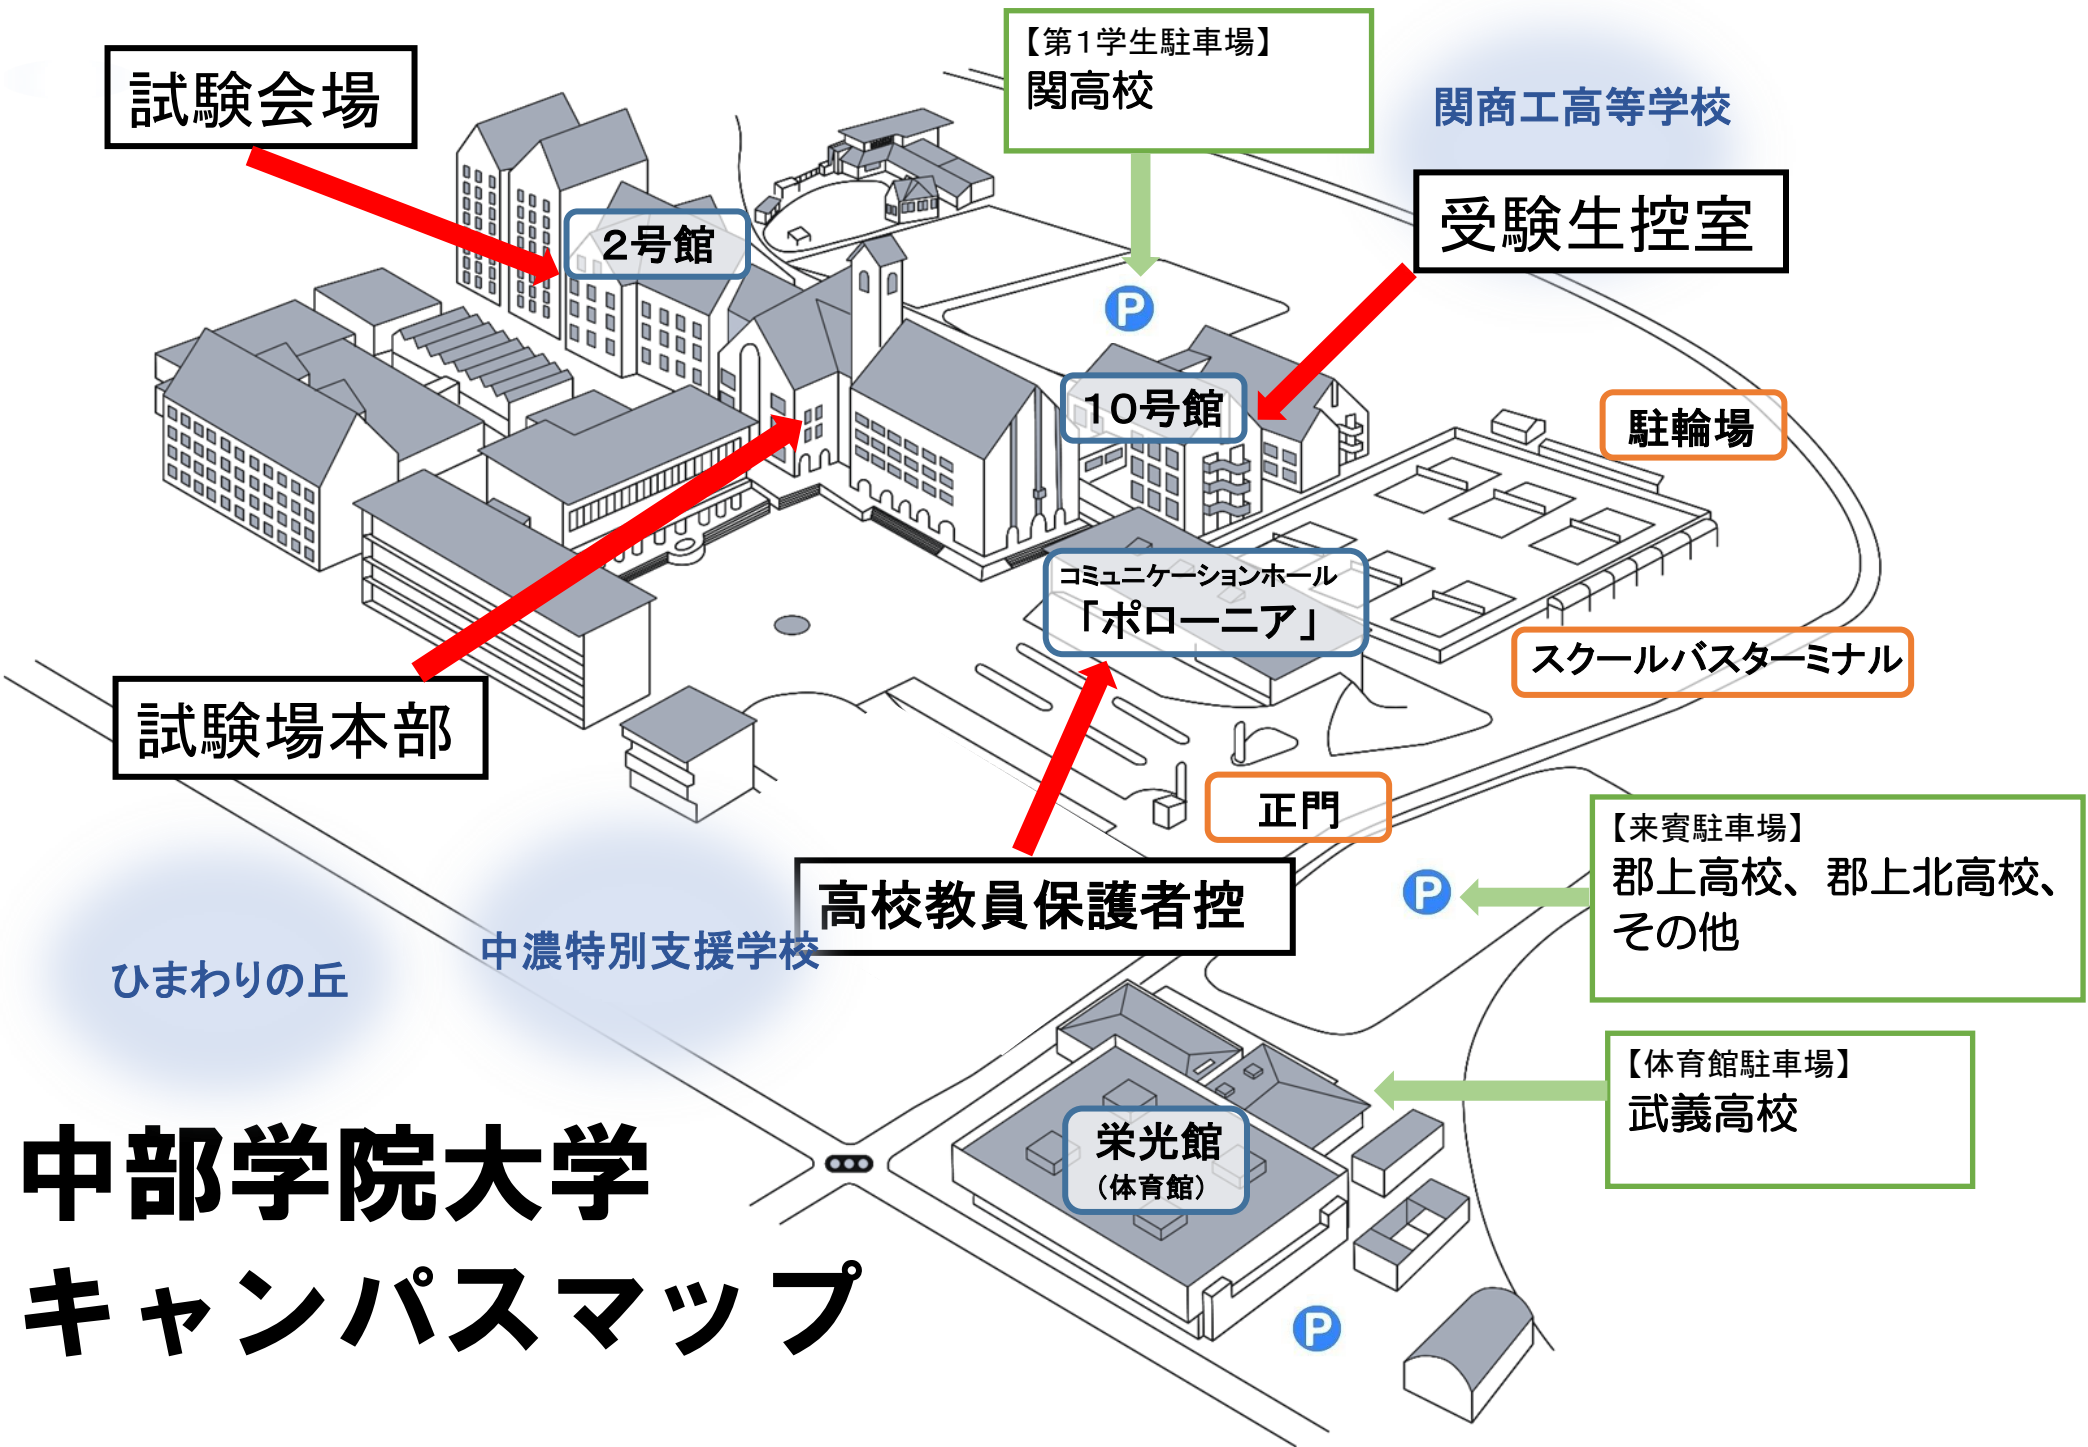 【第１学生駐車場】
関高校
試験会場
関商工高等学校
受験生控室
２号館
１０号館
駐輪場
コミュニケーションホール
「ポローニア」
スクールバスターミナル
試験場本部
正門
【来賓駐車場】
郡上高校、郡上北高校、
その他
高校教員保護者控
中濃特別支援学校
ひまわりの丘
【体育館駐車場】
武義高校
栄光館
（体育館）
中部学院大学
キャンパスマップ
P
P
P